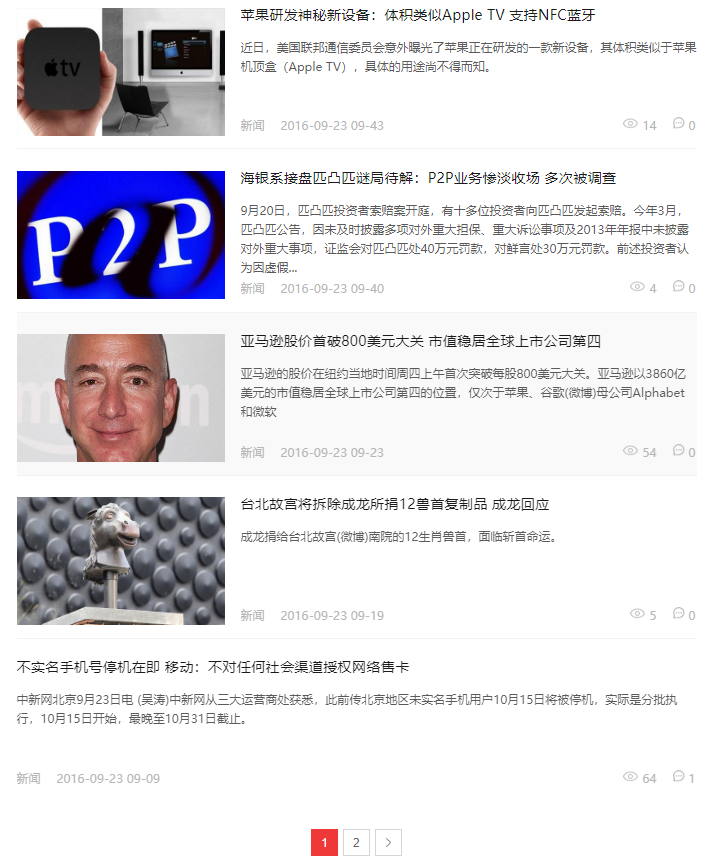 苹果研发神秘新设备：体积类似Apple TV 支持NFC蓝牙
近日，美国联邦通信委员会意外曝光了苹果正在研发的一款新设备，其体积类似于苹果
机顶盒（Apple TV），具体的用途尚不得而知。
tv
新闻 2016-09-23 09-43 14 0
海银系接盘匹凸匹谜局待解：P2P业务惨淡收场 多次被调查
9月20日，匹凸匹投资者索赔案开庭，有十多位投资者向匹凸匹发起索赔。今年3月，
匹凸匹公告，因未及时披露多项对外重大担保、重大诉讼事项及2013年年报中未披露
对外重大事项，证监会对匹凸匹处40万元罚款，对鲜言处30万元罚款。前述投资者认
为因虚假...
P2P
新闻 2016-09-23 09-40 4 0
亚马逊股价首破800美元大关 市值稳居全球上市公司第四
亚马逊的股价在纽约当地时间周四上午首次突破每股800美元大关。亚马逊以3860亿
美元的市值稳居全球上市公司第四的位置，仅次于苹果、谷歌(微博)母公司Alphabet
和微软
新闻 2016-09-23 09-23 54 0
台北故宫将拆除成龙所捐12兽首复制品 成龙回应
成龙捐给台北故宫(微博)南院的12生肖兽首，面临斩首命运。
新闻 2016-09-23 09-19 5 0
不实名手机号停机在即 移动：不对任何社会渠道授权网络售卡
中新网北京9月23日电 (吴涛)中新网从三大运营商处获悉，此前传北京地区未实名手机用户10月15日将被停机，实际是分批执
行，10月15日开始，最晚至10月31日截止。
新闻 2016-09-23 09-09 64 1
1 2 >